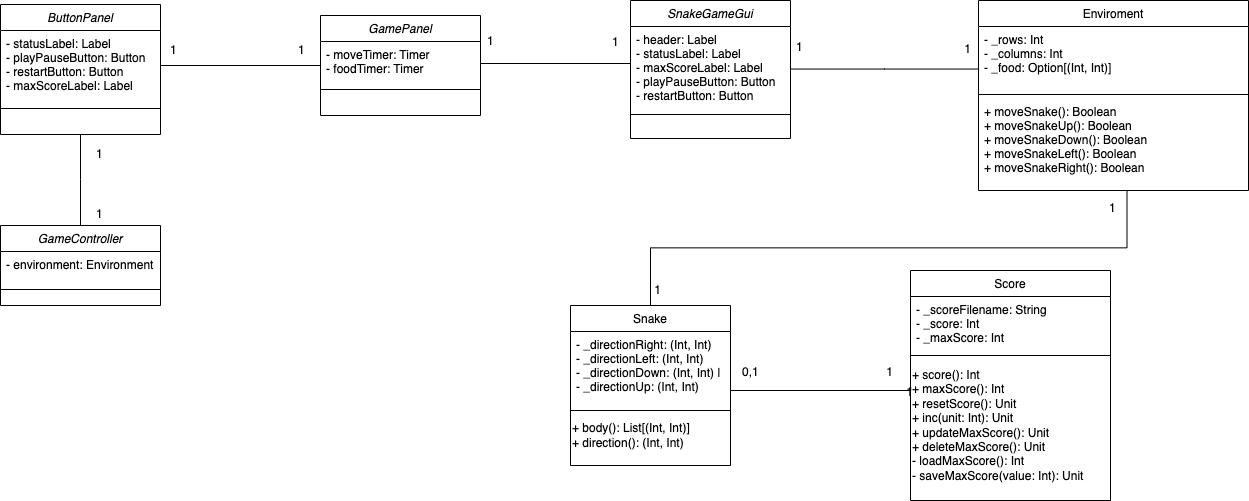 ButtonPanel
- statusLabel: Label
- playPauseButton: Button
- restartButton: Button
- maxScoreLabel: Label
1
1
GamePanel
- moveTimer: Timer
- foodTimer: Timer
1
1
SnakeGameGui
- header: Label
- statusLabel: Label
- maxScoreLabel: Label
- playPauseButton: Button
- restartButton: Button
1
1
Enviroment
- _rows: Int
- _columns: Int
- _food: Option[(Int, Int)]
+ moveSnake(): Boolean
+ moveSnakeUp(): Boolean
+ moveSnakeDown(): Boolean
+ moveSnakeLeft(): Boolean
+ moveSnakeRight(): Boolean
1
1
GameController
- environment: Environment
1
1
Snake
- _directionRight: (Int, Int)
- _directionLeft: (Int, Int)
- _directionDown: (Int, Int) |
- _directionUp: (Int, Int)
+ body(): List[(Int, Int)]
+ direction(): (Int, Int)
0,1
1
Score
- _scoreFilename: String
- _score: Int
- _maxScore: Int
+ score(): Int
+ maxScore(): Int
+ resetScore(): Unit
+ inc(unit: Int): Unit
+ updateMaxScore(): Unit
+ deleteMaxScore(): Unit
- loadMaxScore(): Int
- saveMaxScore(value: Int): Unit